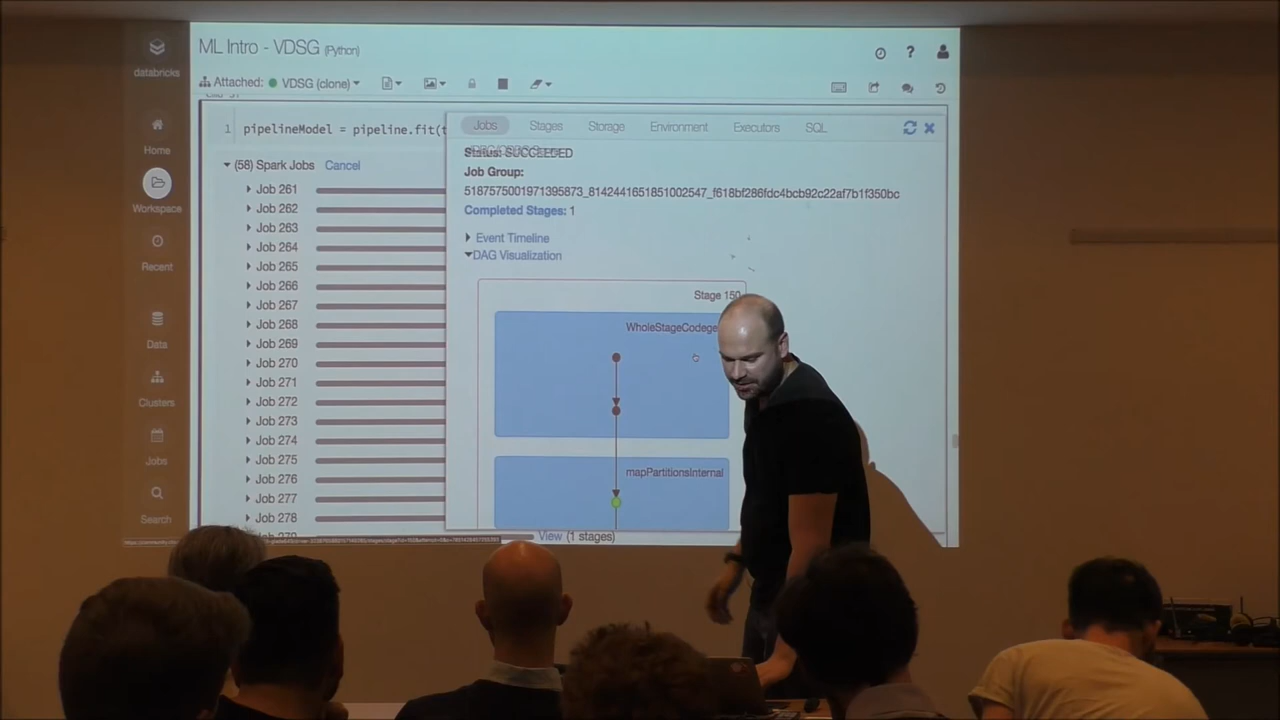 ML Intro - VDSG (Python)
databricks
Attached: VDSG (clone)
Home
Workspace
Recent
Data
Clusters
Jobs
Search
1 pipelineModel = pipeline.fit(t
(58) Spark Jobs Cancel
Job 261
Job 262
Job 263
Job 264
Job 265
Job 266
Job 267
Job 268
Job 269
Job 270
Job 271
Job 272
Job 273
Job 274
Job 275
Job 276
Job 277
Job 278
Jobs Stages Storage Environment Executors SQL
Status: SUCCEEDED
Job Group:
5187575001971395873_8142441651851002547_f618bf286fdc4bcb92c22af7b1f350bc
Completed Stages: 1
Event Timeline
DAG Visualization
Stage 150
WholeStageCodege
mapPartitionsInternal
View (1 stages)